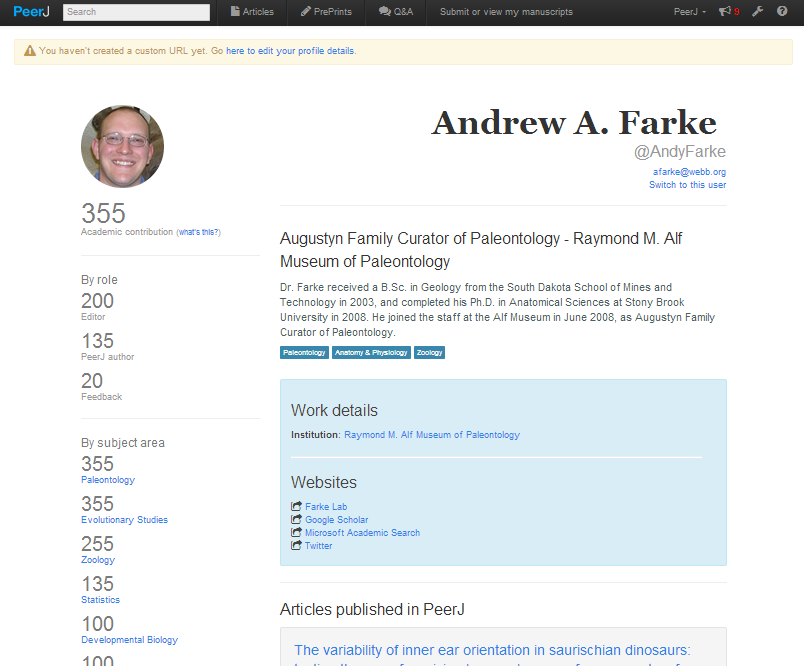 PeerJ Search Articles PrePrints Q&A Submit or view my manuscripts PeerJ 9
You haven't created a custom URL yet. Go here to edit your profile details.
Andrew A. Farke
@AndyFarke
afarke@webb.org
Switch to this user
355
Academic contribution (what's this?)
By role
200
Editor
135
PeerJ author
20
Feedback
By subject area
355
Paleontology
355
Evolutionary Studies
255
Zoology
135
Statistics
100
Developmental Biology
100
Augustyn Family Curator of Paleontology - Raymond M. Alf
Museum of Paleontology
Dr. Farke received a B.Sc. in Geology from the South Dakota School of Mines and
Technology in 2003, and completed his Ph.D. in Anatomical Sciences at Stony Brook
University in 2008. He joined the staff at the Alf Museum in June 2008, as Augustyn Family
Curator of Paleontology.
Paleontology Anatomy & Physiology Zoology
Work details
Institution: Raymond M. Alf Museum of Paleontology
Websites
Farke Lab
Google Scholar
Microsoft Academic Search
Twitter
Articles published in PeerJ
The variability of inner ear orientation in saurischian dinosaurs: